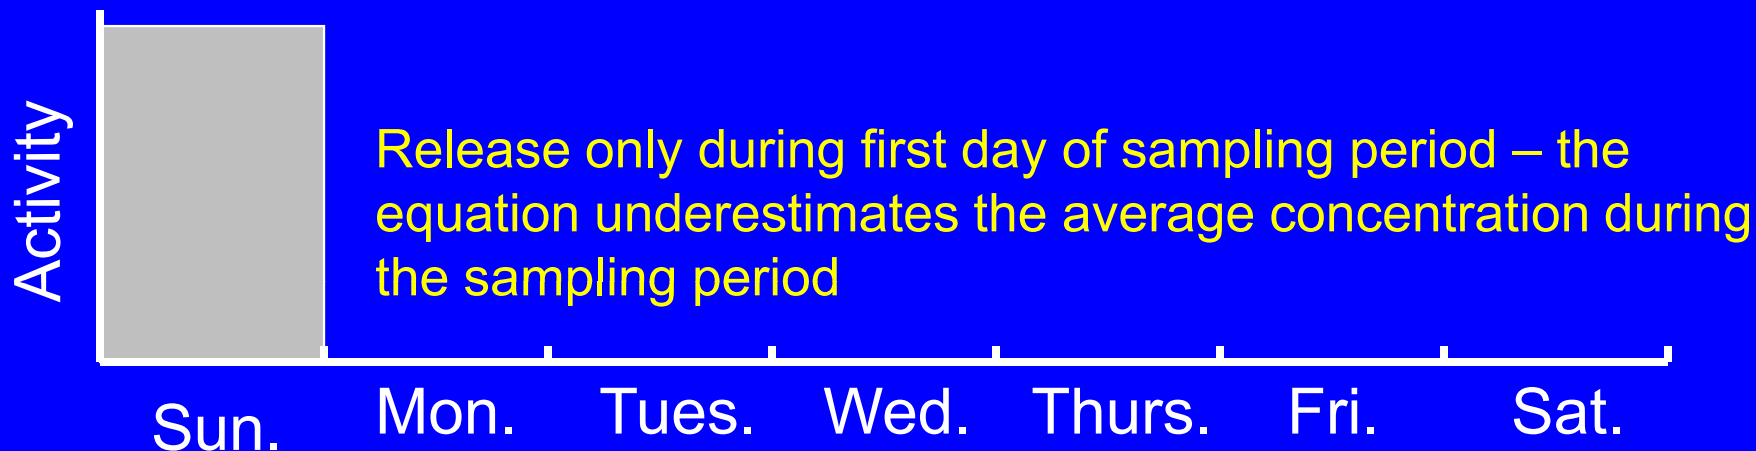 Activity
Release only during first day of sampling period – the
equation underestimates the average concentration during
the sampling period
Sun. Mon. Tues. Wed. Thurs. Fri. Sat.